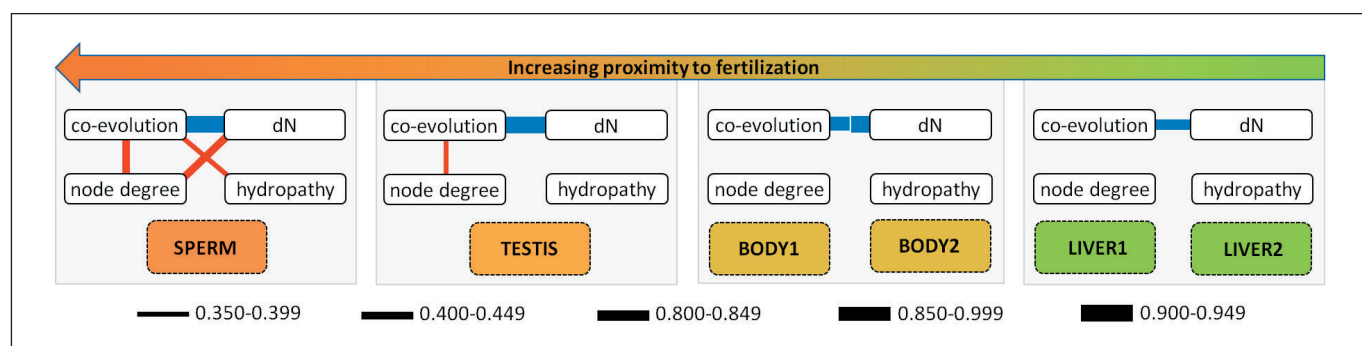 Increasing proximity to fertilization
co-evolution dN co-evolution dN co-evolution dN co-evolution dN
node degree hydropathy node degree hydropathy node degree hydropathy node degree hydropathy
SPERM TESTIS BODY1 BODY2 LIVER1 LIVER2
0.350-0.399 0.400-0.449 0.800-0.849 0.850-0.999 0.900-0.949